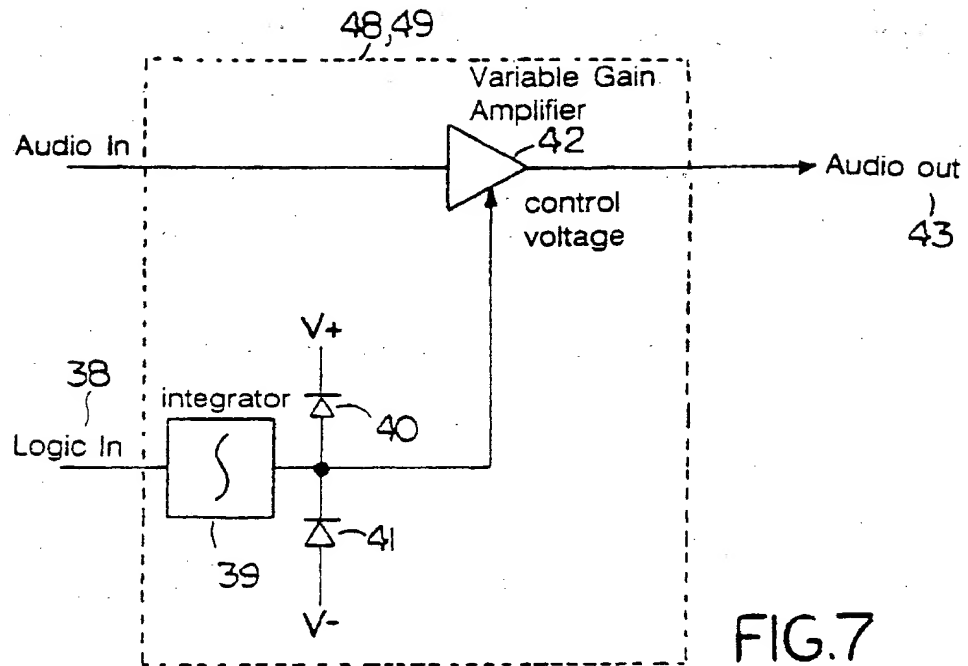 48,49
Variable Gain
Amplifier
42
Audio In
Audio out
43
control
voltage
V+
38
integrator
40
Logic In
41
39
V-
FIG.7